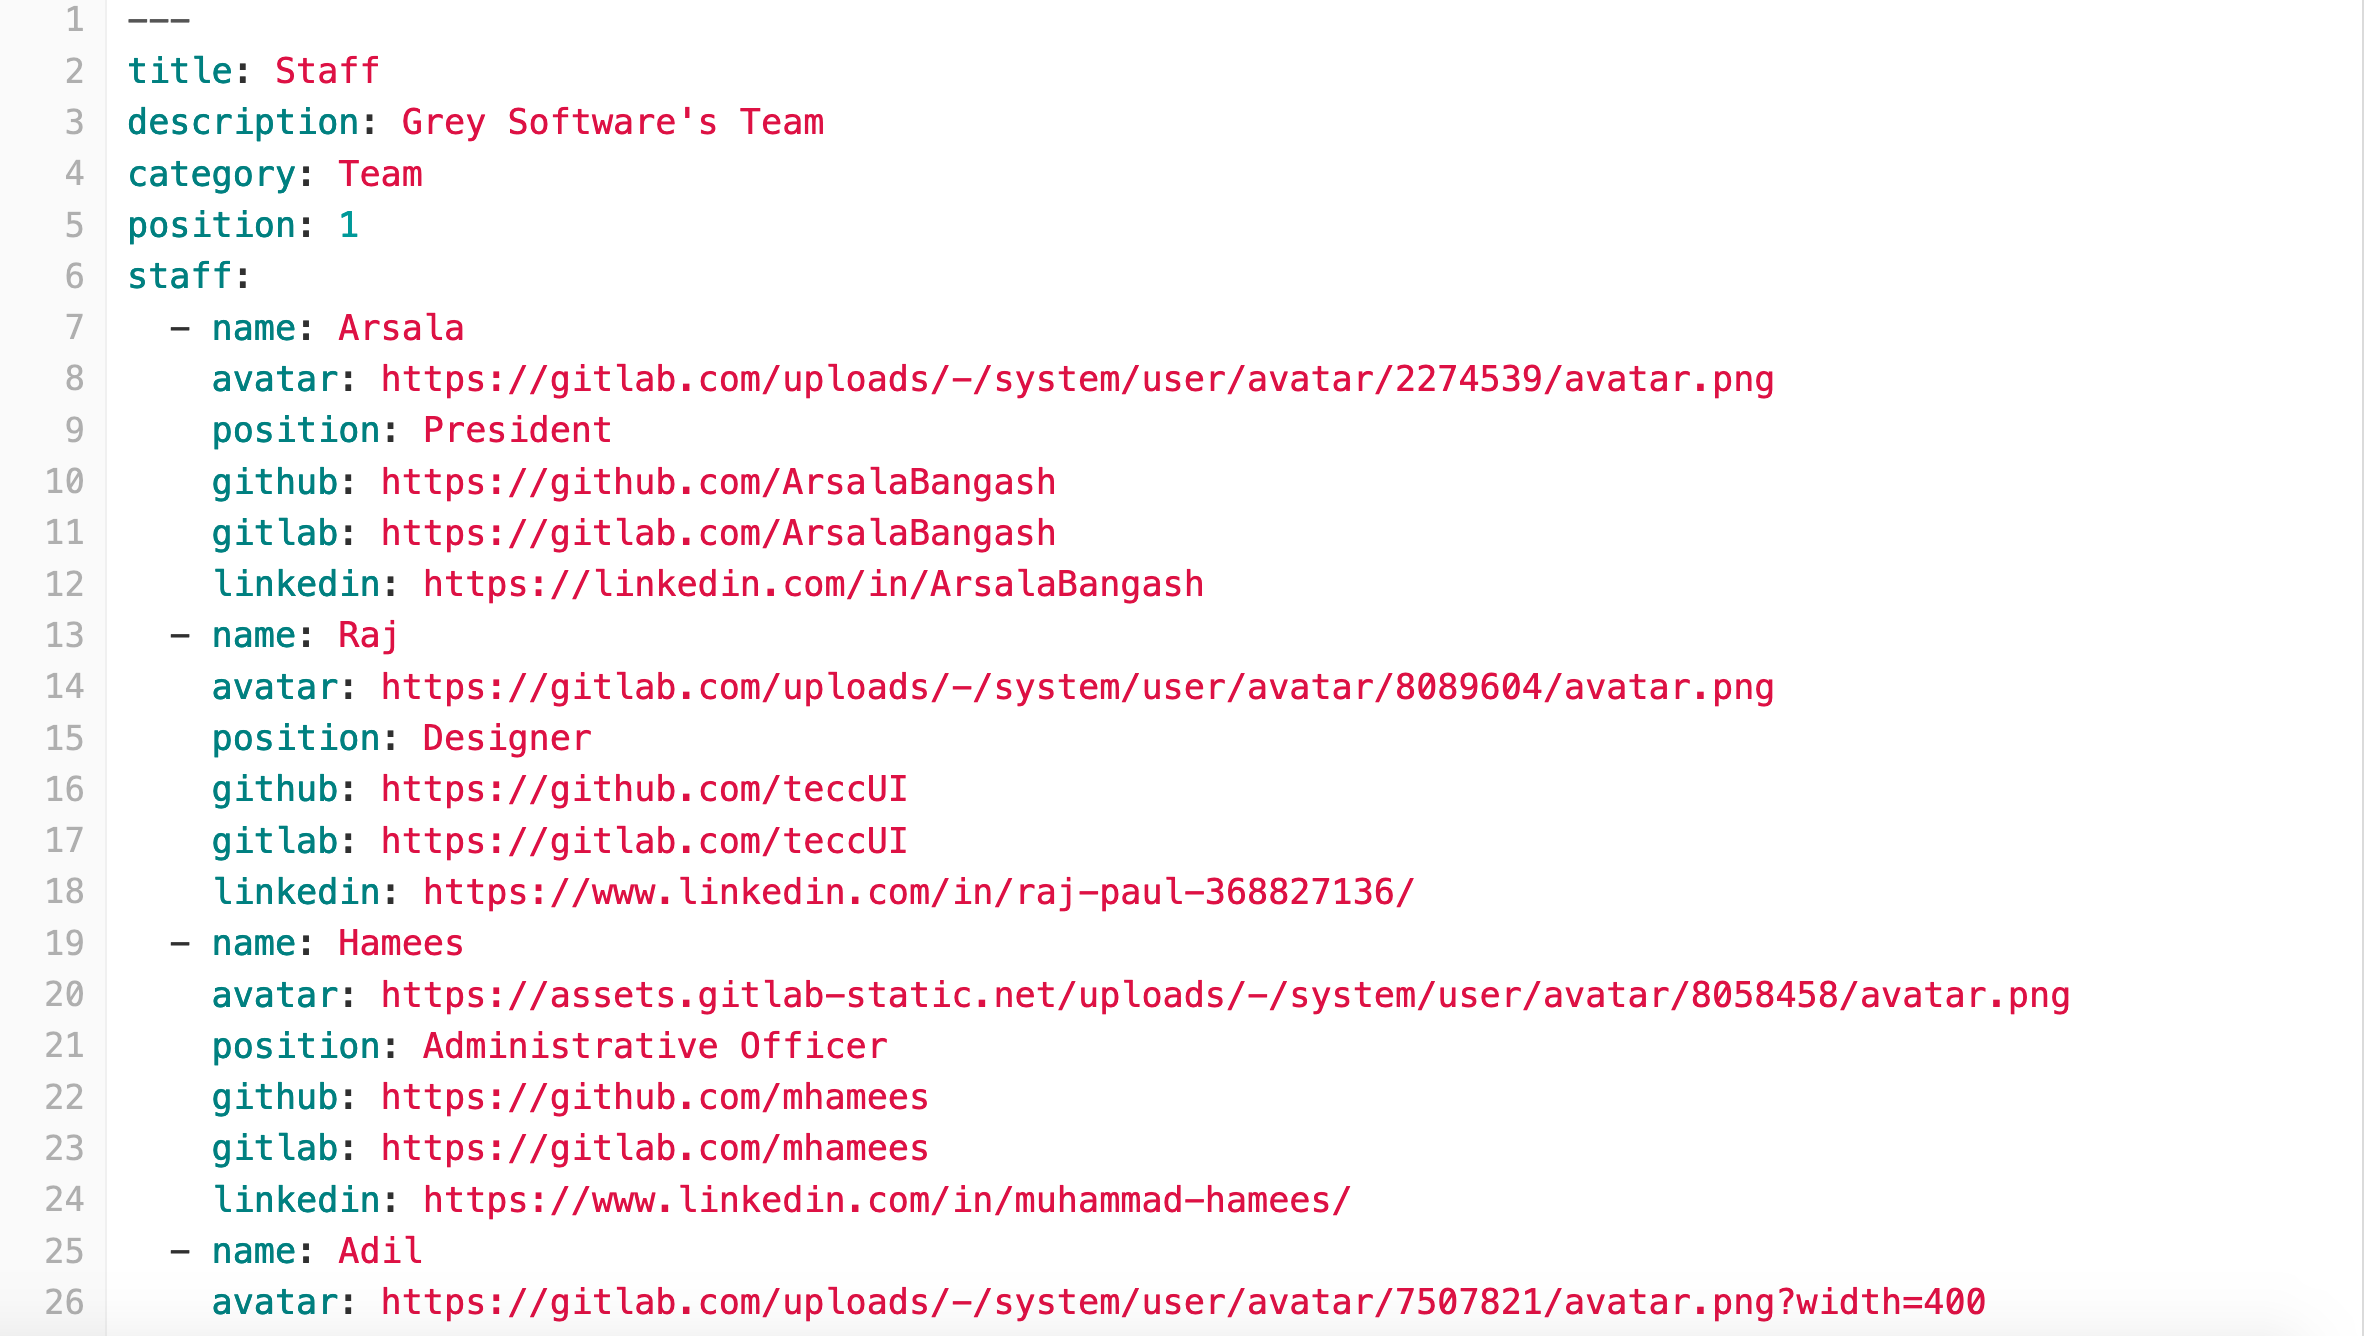 1 ---
2 title: Staff
3 description: Grey Software's Team
4 category: Team
5 position: 1
6 staff:
7   - name: Arsala
8     avatar: https://gitlab.com/uploads/-/system/user/avatar/2274539/avatar.png
9     position: President
10     github: https://github.com/ArsalaBangash
11     gitlab: https://gitlab.com/ArsalaBangash
12     linkedin: https://linkedin.com/in/ArsalaBangash
13   - name: Raj
14     avatar: https://gitlab.com/uploads/-/system/user/avatar/8089604/avatar.png
15     position: Designer
16     github: https://github.com/teccUI
17     gitlab: https://gitlab.com/teccUI
18     linkedin: https://www.linkedin.com/in/raj-paul-368827136/
19   - name: Hamees
20     avatar: https://assets.gitlab-static.net/uploads/-/system/user/avatar/8058458/avatar.png
21     position: Administrative Officer
22     github: https://github.com/mhamees
23     gitlab: https://gitlab.com/mhamees
24     linkedin: https://www.linkedin.com/in/muhammad-hamees/
25   - name: Adil
26     avatar: https://gitlab.com/uploads/-/system/user/avatar/7507821/avatar.png?width=400